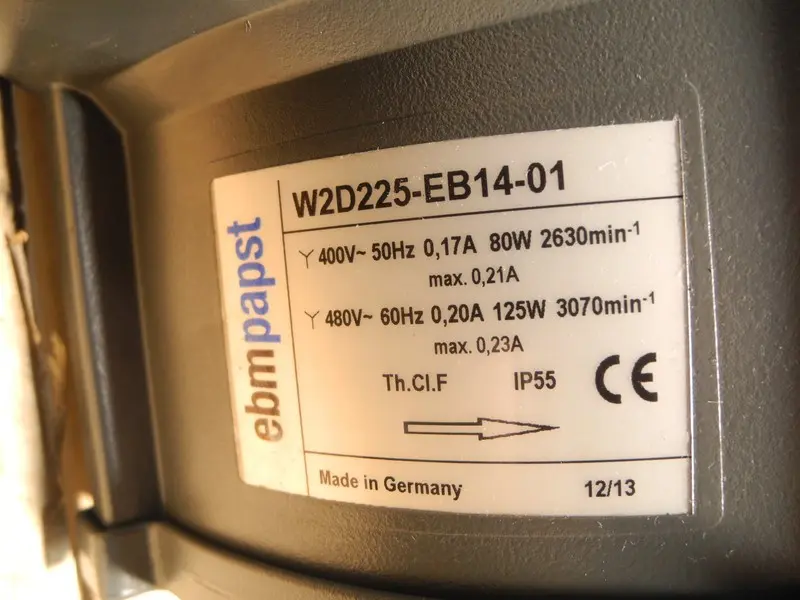 ebmpapst
W2D225-EB14-01
400V~ 50Hz 0,17A 80W 2630min-1
max. 0,21A
480V~ 60Hz 0,20A 125W 3070min-1
max. 0,23A
Th.Cl.F IP55 CE
Made in Germany 12/13